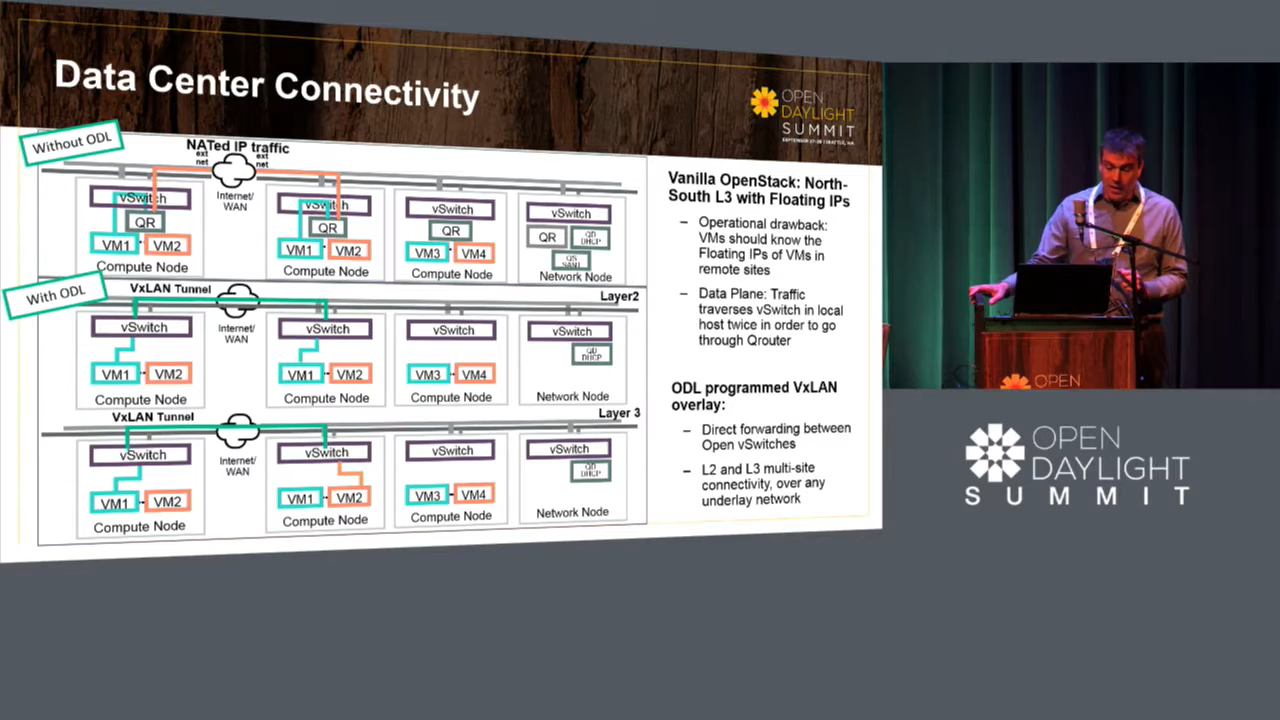 Data Center Connectivity
OPEN
DAYLIGHT
SUMMIT
Without ODL
NATed IP traffic
ext
net
ext
net
Internet/
WAN
vSwitch
QR
VM1
VM2
Compute Node
vSwitch
QR
VM1
VM2
Compute Node
vSwitch
QR
VM3
VM4
Compute Node
vSwitch
QR
QD
DHCP
Network Node
With ODL
VxLAN Tunnel
Layer2
Internet/
WAN
vSwitch
VM1
VM2
Compute Node
vSwitch
VM1
VM2
Compute Node
vSwitch
VM3
VM4
Compute Node
vSwitch
QD
DHCP
Network Node
VxLAN Tunnel
Layer 3
Internet/
WAN
vSwitch
VM1
VM2
Compute Node
vSwitch
VM1
VM2
Compute Node
vSwitch
VM3
VM4
Compute Node
vSwitch
QD
DHCP
Network Node
Vanilla OpenStack: North-
South L3 with Floating IPs
– Operational drawback:
VMs should know the
Floating IPs of VMs in
remote sites
– Data Plane: Traffic
traverses vSwitch in local
host twice in order to go
through Qrouter
ODL programmed VxLAN
overlay:
– Direct forwarding between
Open vSwitches
– L2 and L3 multi-site
connectivity, over any
underlay network
OPEN
OPEN
DAYLIGHT
SUMMIT